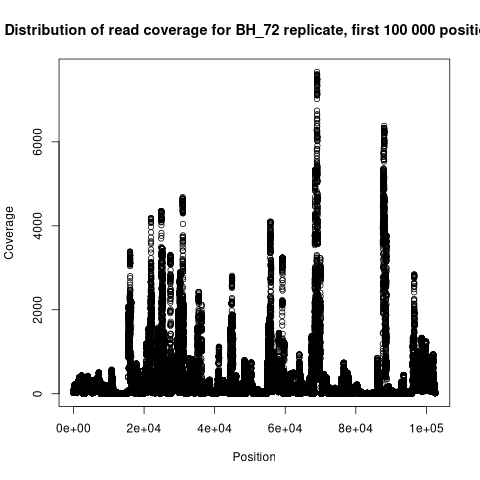 Distribution of read coverage for BH_72 replicate, first 100 000 positi
Coverage
6000
4000
2000
0
0e+00 2e+04 4e+04 6e+04 8e+04 1e+05
Position